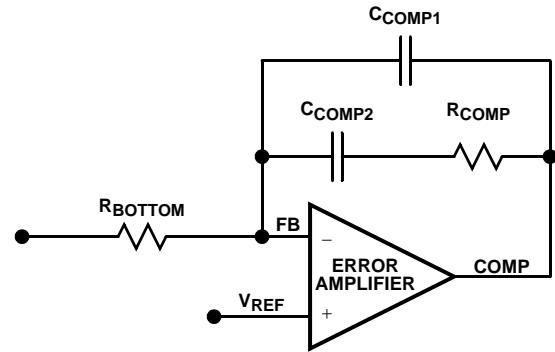 CCOMP1
CCOMP2
RCOMP
RBOTTOM
FB
−
ERROR
AMPLIFIER
COMP
VREF
+